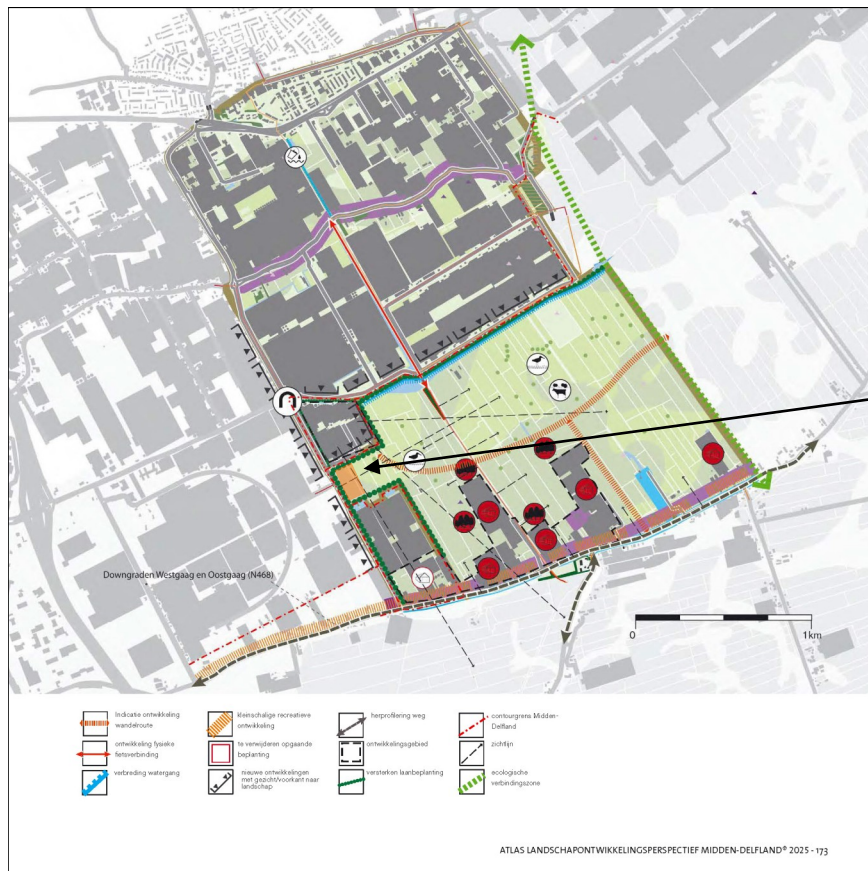 Downgraden Westgaag en Oostgaag (N468)
0
1km
Indicatie ontwikkeling
wandelroute
kleinschalige recreatieve
ontwikkeling
herprofilering weg
contourgrens Midden-
Delfland
ontwikkeling fysieke
fietsverbinding
te verwijderen opgaande
beplanting
ontwikkelingsgebied
zichtlijn
verbreding watergang
nieuwe ontwikkelingen
met gezicht/voorkant naar
landschap
versterken laanbeplanting
ecologische
verbindingszone
ATLAS LANDSCHAPONTWIKKELINGSPERSPECTIEF MIDDEN-DELFLAND® 2025 - 173